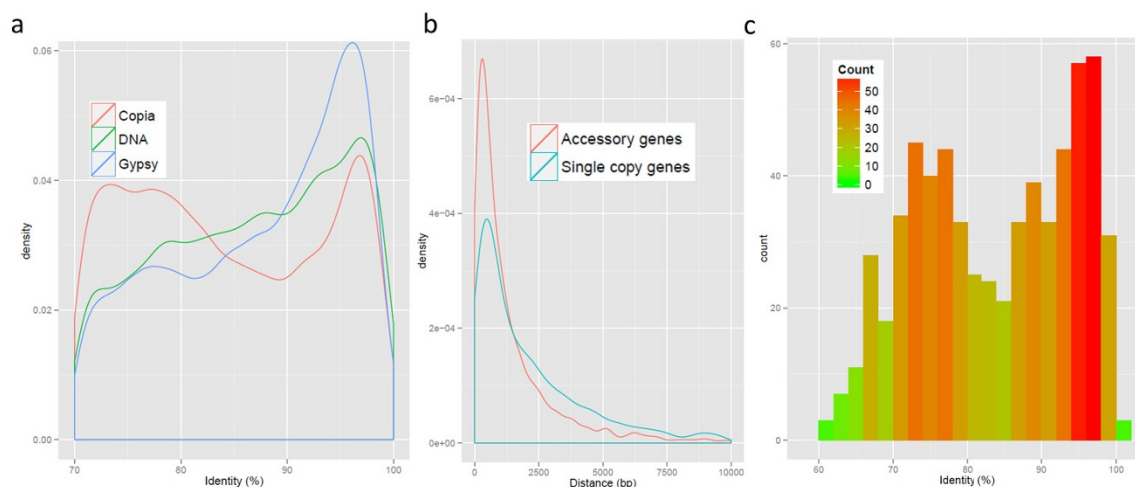 a
0.06
0.04
0.02
0.00
density
Copia
DNA
Gypsy
70
80
90
100
Identity (%)
b
6e−04
4e−04
2e−04
0e+00
density
Accessory genes
Single copy genes
0
2500
5000
7500
10000
Distance (bp)
c
60
40
20
0
count
Count
50
40
30
20
10
0
60
70
80
90
100
Identity (%)